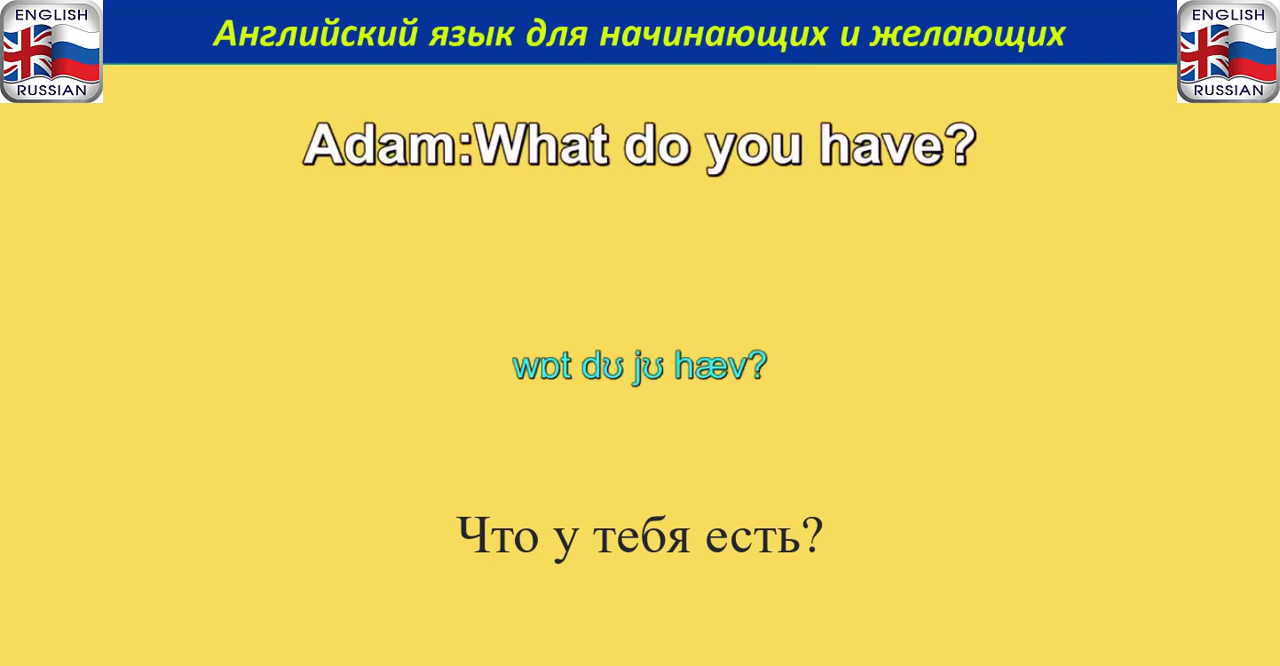 ENGLISH
RUSSIAN
Английский язык для начинающих и желающих
ENGLISH
RUSSIAN
Adam:What do you have?
wɒt dʊ jʊ hæv?
Что у тебя есть?